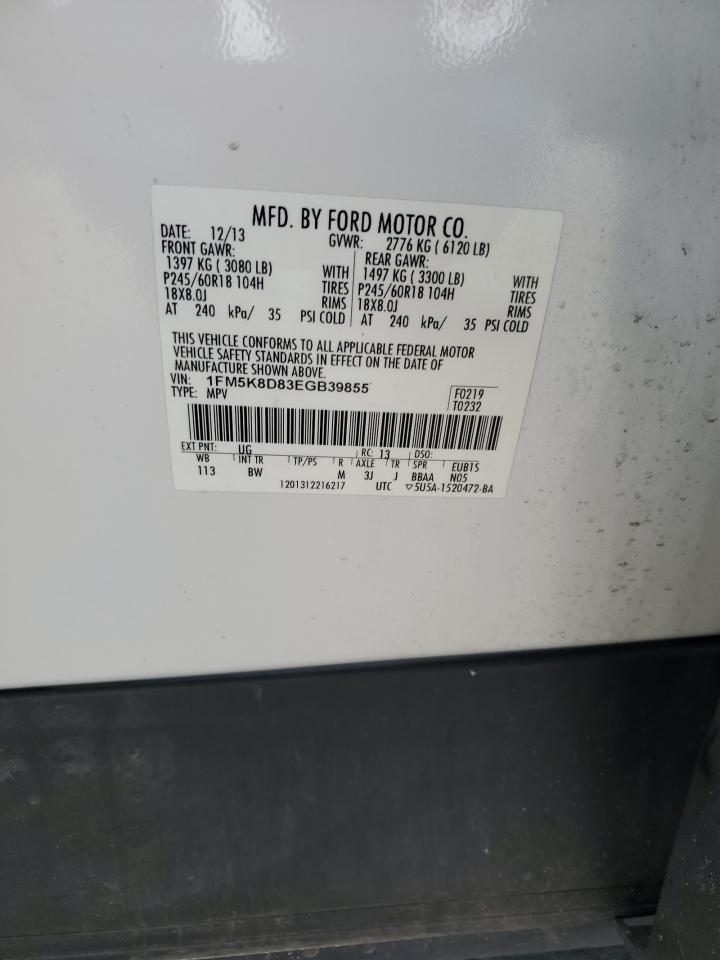 MFD. BY FORD MOTOR CO.
DATE: 12/13 GVWR: 2776 KG ( 6120 LB)
FRONT GAWR: REAR GAWR:
1397 KG ( 3080 LB) WITH 1497 KG ( 3300 LB) WITH
P245/60R18 104H TIRES P245/60R18 104H TIRES
18X8.0J RIMS 18X8.0J RIMS
AT 240 kPa/ 35 PSI COLD AT 240 kPa/ 35 PSI COLD
THIS VEHICLE CONFORMS TO ALL APPLICABLE FEDERAL MOTOR
VEHICLE SAFETY STANDARDS IN EFFECT ON THE DATE OF
MANUFACTURE SHOWN ABOVE.
VIN: 1FM5K8D83EGB39855 F0219
TYPE: MPV T0232
EXT PNT: UG RC: 13 DSO:
WB INT TR TP/PS R AXLE TR SPR EUB15
113 BW M 3J J BBAA N05
1201312216217 UTC ▽5U5A-1520472-BA